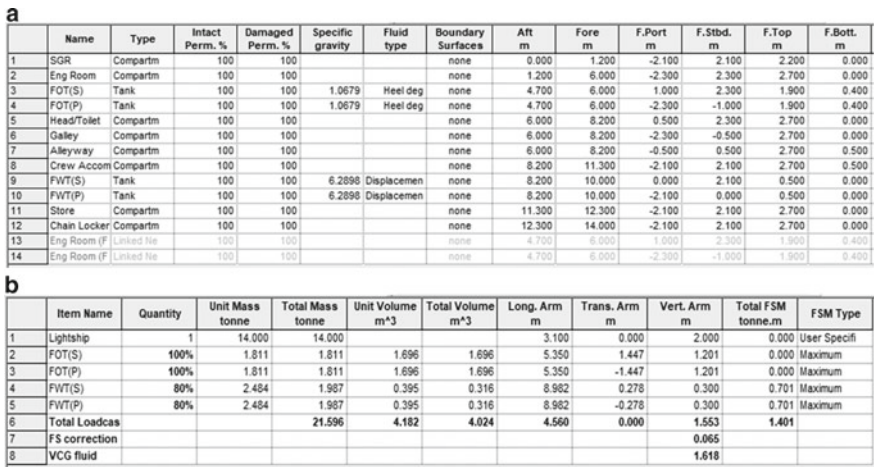 a
Name Type Intact Perm. % Damaged Perm. % Specific gravity Fluid type Boundary Surfaces Aft m Fore m F.Port m F.Stbd. m F.Top m F.Bott. m
1 SGR Compartm 100 100 none 0.000 1.200 -2.100 2.100 2.200 0.000
2 Eng Room Compartm 100 100 none 1.200 6.000 -2.300 2.300 2.700 0.000
3 FOT(S) Tank 100 100 1.0679 Heel deg none 4.700 6.000 1.000 2.300 1.900 0.400
4 FOT(P) Tank 100 100 1.0679 Heel deg none 4.700 6.000 -2.300 -1.000 1.900 0.400
5 Head/Toilet Compartm 100 100 none 6.000 8.200 0.500 2.300 2.700 0.000
6 Galley Compartm 100 100 none 6.000 8.200 -2.300 -0.500 2.700 0.000
7 Alleyway Compartm 100 100 none 6.000 8.200 -0.500 0.500 2.700 0.500
8 Crew Accom Compartm 100 100 none 8.200 11.300 -2.100 2.100 2.700 0.500
9 FWT(S) Tank 100 100 6.2898 Displacemen none 8.200 10.000 0.000 2.100 0.500 0.000
10 FWT(P) Tank 100 100 6.2898 Displacemen none 8.200 10.000 -2.100 0.000 0.500 0.000
11 Store Compartm 100 100 none 11.300 12.300 -2.100 2.100 2.700 0.000
12 Chain Locker Compartm 100 100 none 12.300 14.000 -2.100 2.100 2.700 0.000
13 Eng Room (F Linked Ne 100 100 none 4.700 6.000 1.000 2.300 1.900 0.400
14 Eng Room (F Linked Ne 100 100 none 4.700 6.000 -2.300 -1.000 1.900 0.400
b
Item Name Quantity Unit Mass tonne Total Mass tonne Unit Volume m^3 Total Volume m^3 Long. Arm m Trans. Arm m Vert. Arm m Total FSM tonne.m FSM Type
1 Lightship 1 14.000 14.000 3.100 0.000 2.000 0.000 User Specifi
2 FOT(S) 100% 1.811 1.811 1.696 1.696 5.350 1.447 1.201 0.000 Maximum
3 FOT(P) 100% 1.811 1.811 1.696 1.696 5.350 -1.447 1.201 0.000 Maximum
4 FWT(S) 80% 2.484 1.987 0.395 0.316 8.982 0.278 0.300 0.701 Maximum
5 FWT(P) 80% 2.484 1.987 0.395 0.316 8.982 -0.278 0.300 0.701 Maximum
6 Total Loadcas 21.596 4.182 4.024 4.560 0.000 1.553 1.401
7 FS correction 0.065
8 VCG fluid 1.618